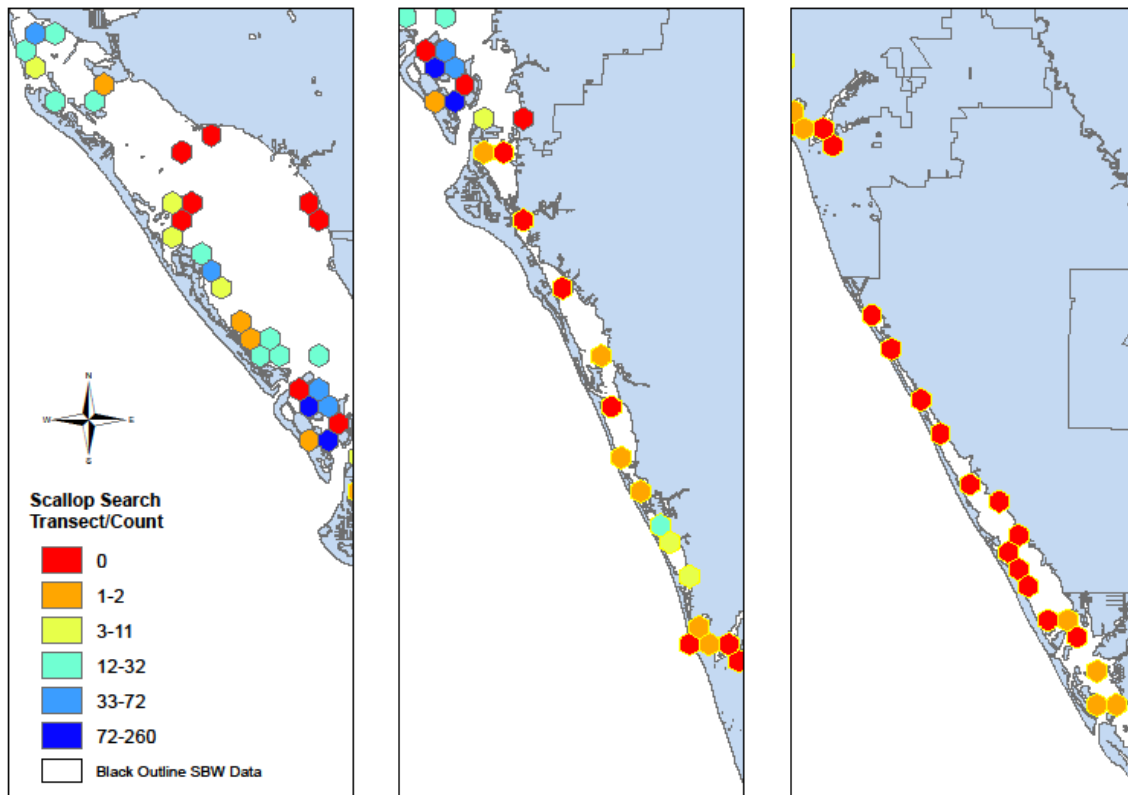 N
W
E
S
Scallop Search
Transect/Count
0
1-2
3-11
12-32
33-72
72-260
Black Outline SBW Data